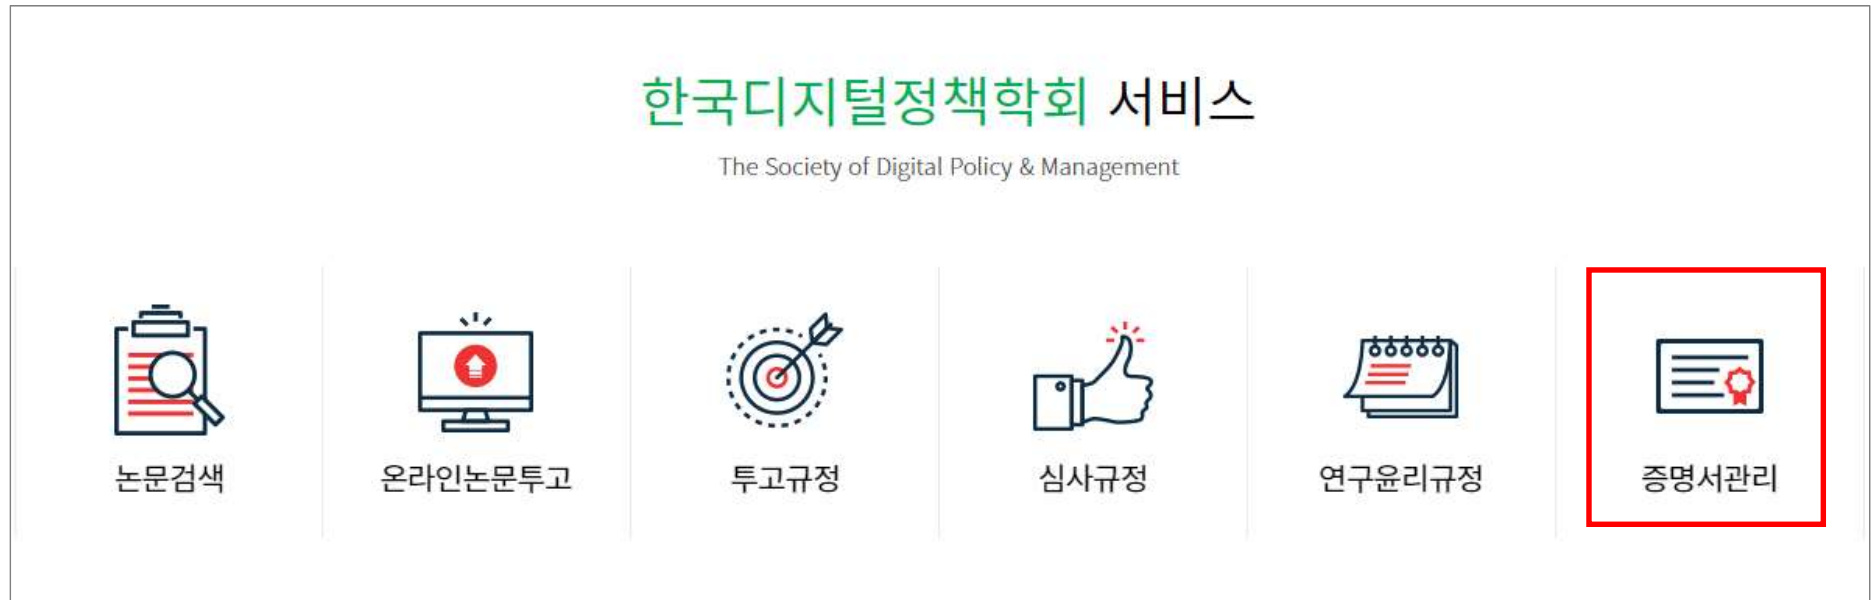 한국디지털정책학회 서비스
The Society of Digital Policy & Management
논문검색
온라인논문투고
투고규정
심사규정
연구윤리규정
증명서관리